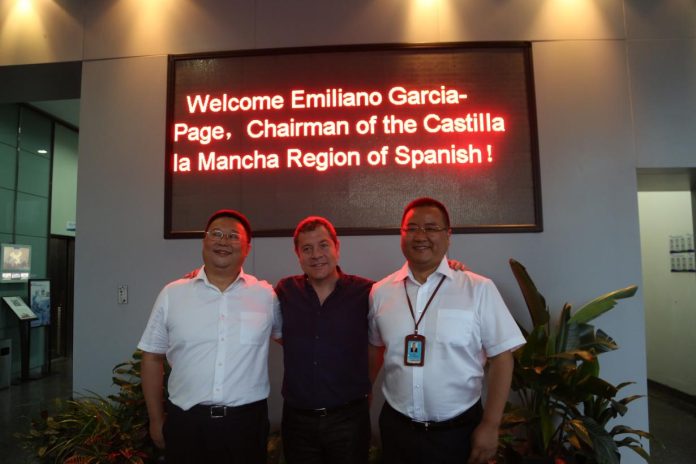 Welcome Emiliano Garcia-
Page，Chairman of the Castilla
la Mancha Region of Spanish！